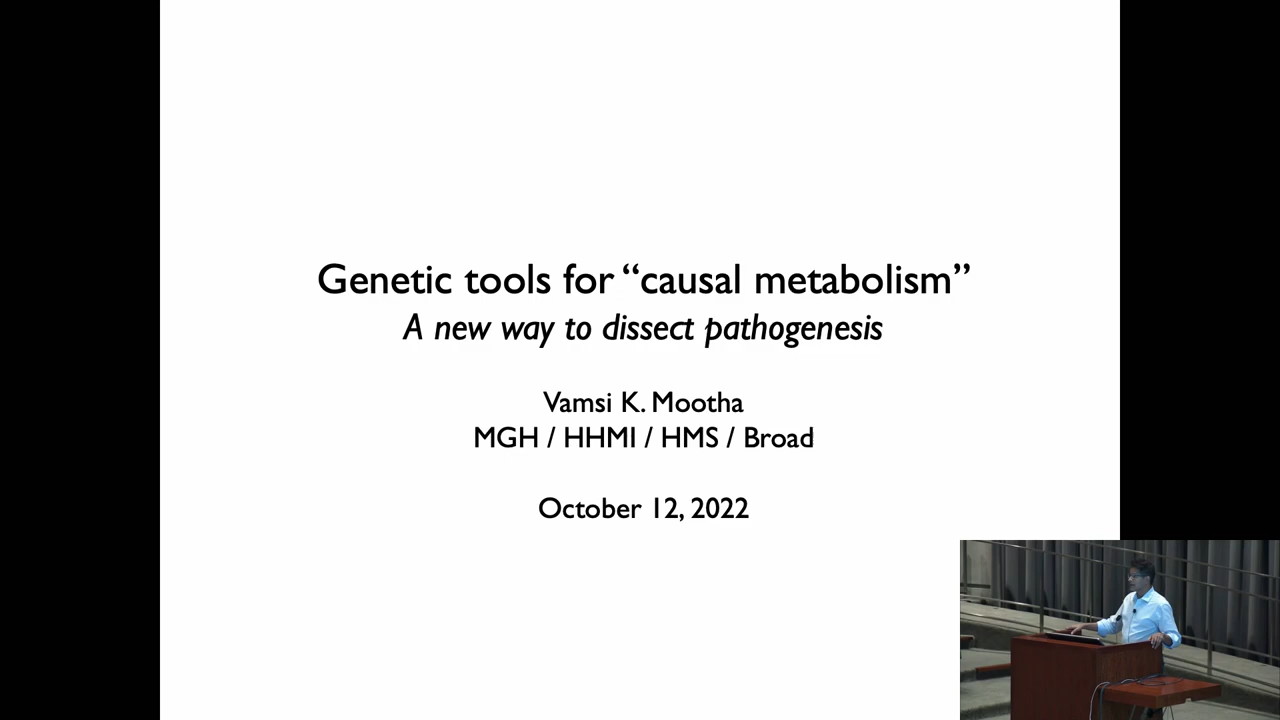 Genetic tools for “causal metabolism”
A new way to dissect pathogenesis
Vamsi K. Mootha
MGH / HHMI / HMS / Broad
October 12, 2022